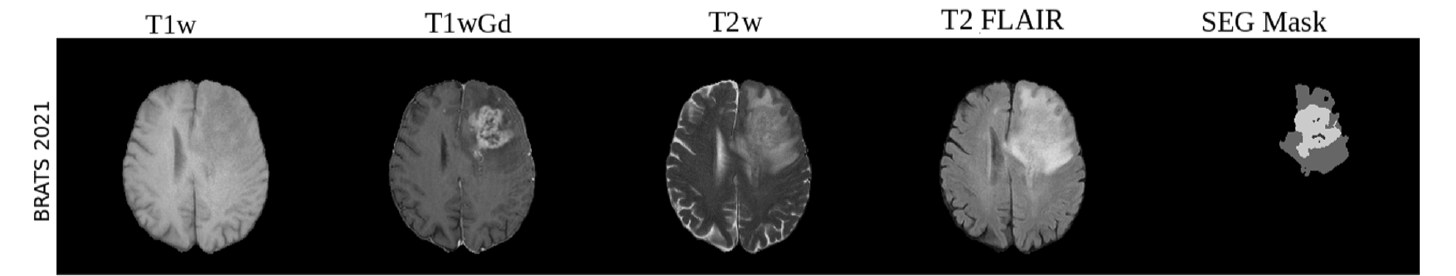 T1w
T1wGd
T2w
T2 FLAIR
SEG Mask
BRATS 2021